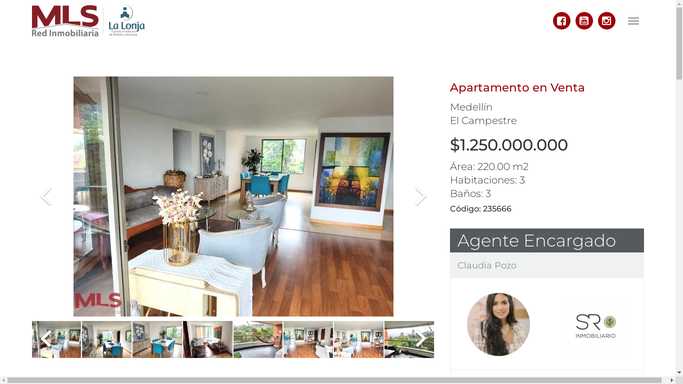 MLS
Red Inmobiliaria
La Lonja
Apartamento en Venta
Medellín
El Campestre
$1.250.000.000
Área: 220.00 m2
Habitaciones: 3
Baños: 3
Código: 235666
MLS
Agente Encargado
Claudia Pozo
SR
INMOBILIARIO